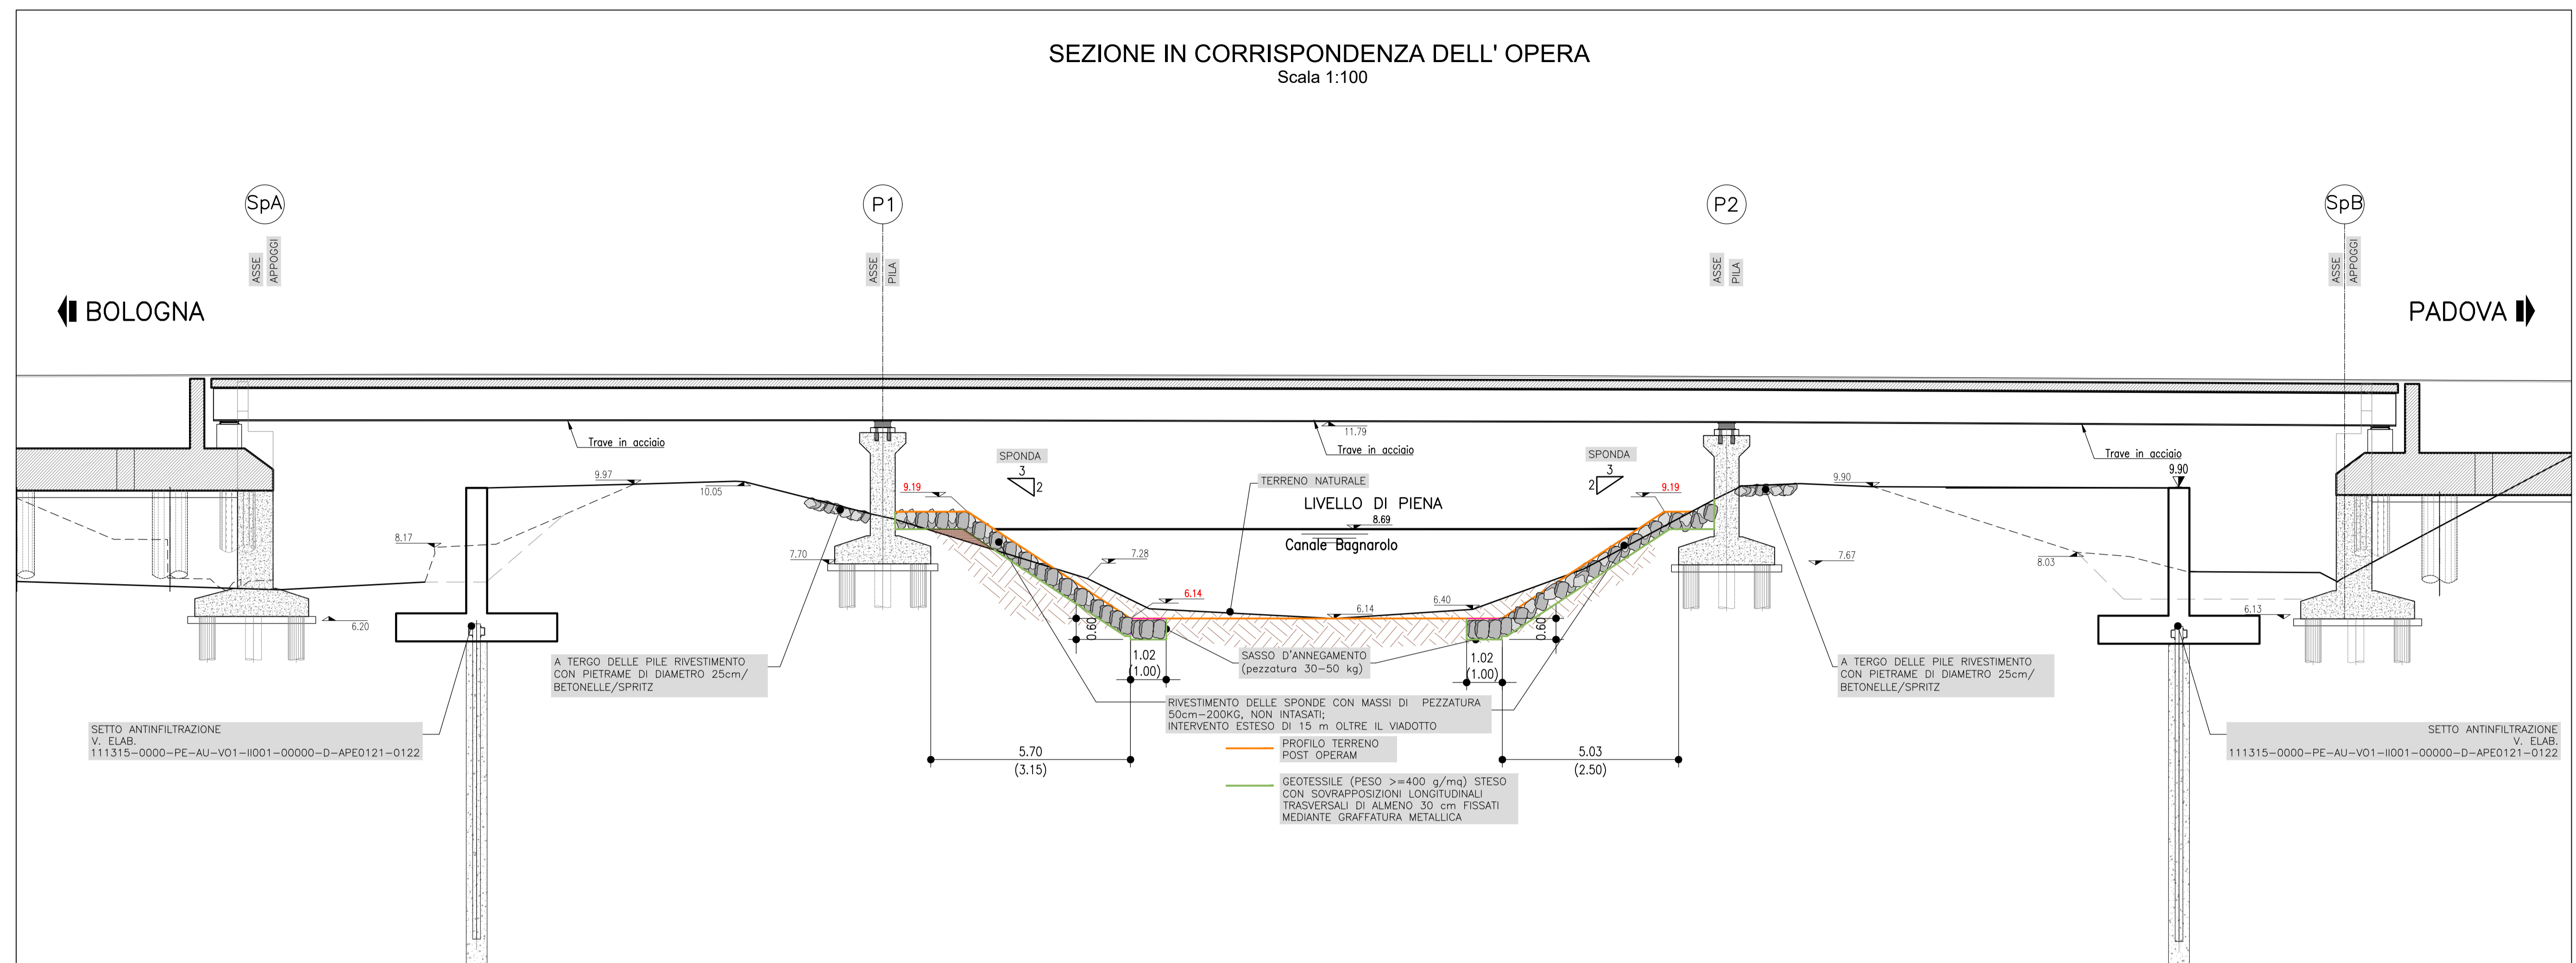 SEZIONE IN CORRISPONDENZA DELL' OPERA
Scala 1:100
SpA
P1
P2
SpB
ASSE
APPOGGI
ASSE
PILA
ASSE
PILA
ASSE
APPOGGI
BOLOGNA
PADOVA
Trave in acciaio
11.79
Trave in acciaio
Trave in acciaio
SPONDA
3
2
SPONDA
3
2
9.97
10.05
9.19
TERRENO NATURALE
LIVELLO DI PIENA
8.69
Canale Bagnarolo
9.19
9.90
9.90
8.17
7.70
7.28
7.67
8.03
6.14
6.14
6.40
6.20
6.13
0.60
0.60
1.02
(1.00)
1.02
(1.00)
SASSO D'ANNEGAMENTO
(pezzatura 30-50 kg)
A TERGO DELLE PILE RIVESTIMENTO
CON PIETRAME DI DIAMETRO 25cm/
BETONELLE/SPRITZ
A TERGO DELLE PILE RIVESTIMENTO
CON PIETRAME DI DIAMETRO 25cm/
BETONELLE/SPRITZ
RIVESTIMENTO DELLE SPONDE CON MASSI DI PEZZATURA
50cm-200KG, NON INTASATI;
INTERVENTO ESTESO DI 15 m OLTRE IL VIADOTTO
SETTO ANTINFILTRAZIONE
V. ELAB.
111315-0000-PE-AU-VO1-II001-00000-D-APE0121-0122
SETTO ANTINFILTRAZIONE
V. ELAB.
111315-0000-PE-AU-VO1-II001-00000-D-APE0121-0122
5.70
(3.15)
5.03
(2.50)
PROFILO TERRENO
POST OPERAM
GEOTESSILE (PESO >=400 g/mq) STESO
CON SOVRAPPOSIZIONI LONGITUDINALI
TRASVERSALI DI ALMENO 30 cm FISSATI
MEDIANTE GRAFFATURA METALLICA